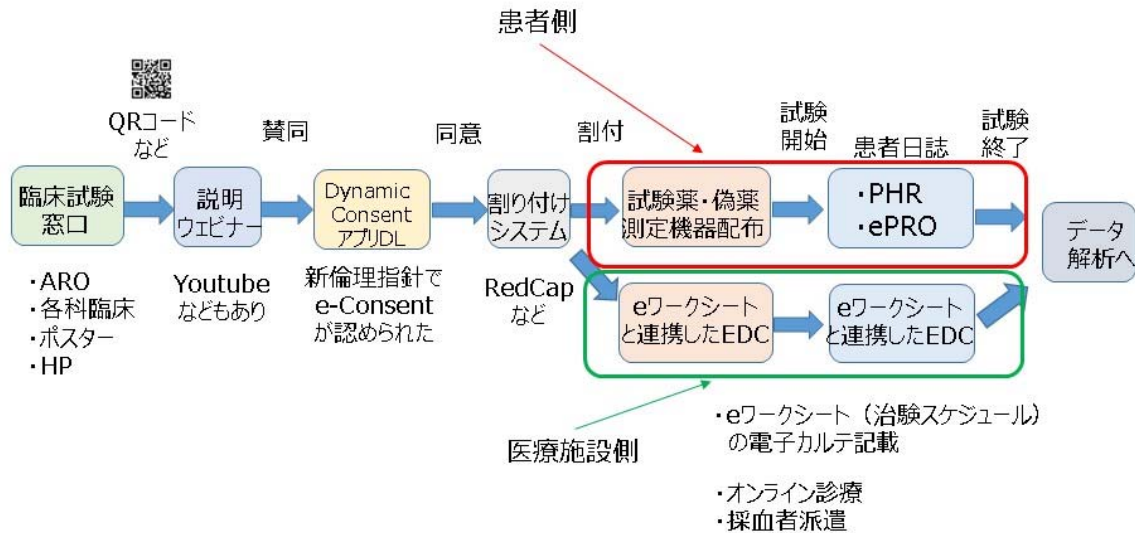 患者側
QRコード
など
賛同
同意
割付
試験
開始
患者日誌
試験
終了
臨床試験
窓口
説明
ウェビナー
Dynamic
Consent
アプリDL
割り付け
システム
試験薬・偽薬
測定機器配布
・PHR
・ePRO
データ
解析へ
・ARO
・各科臨床
・ポスター
・HP
Youtube
などもあり
新倫理指針で
e-Consent
が認められた
RedCap
など
eワークシート
と連携したEDC
eワークシート
と連携したEDC
医療施設側
・eワークシート（治験スケジュール）
の電子カルテ記載
・オンライン診療
・採血者派遣